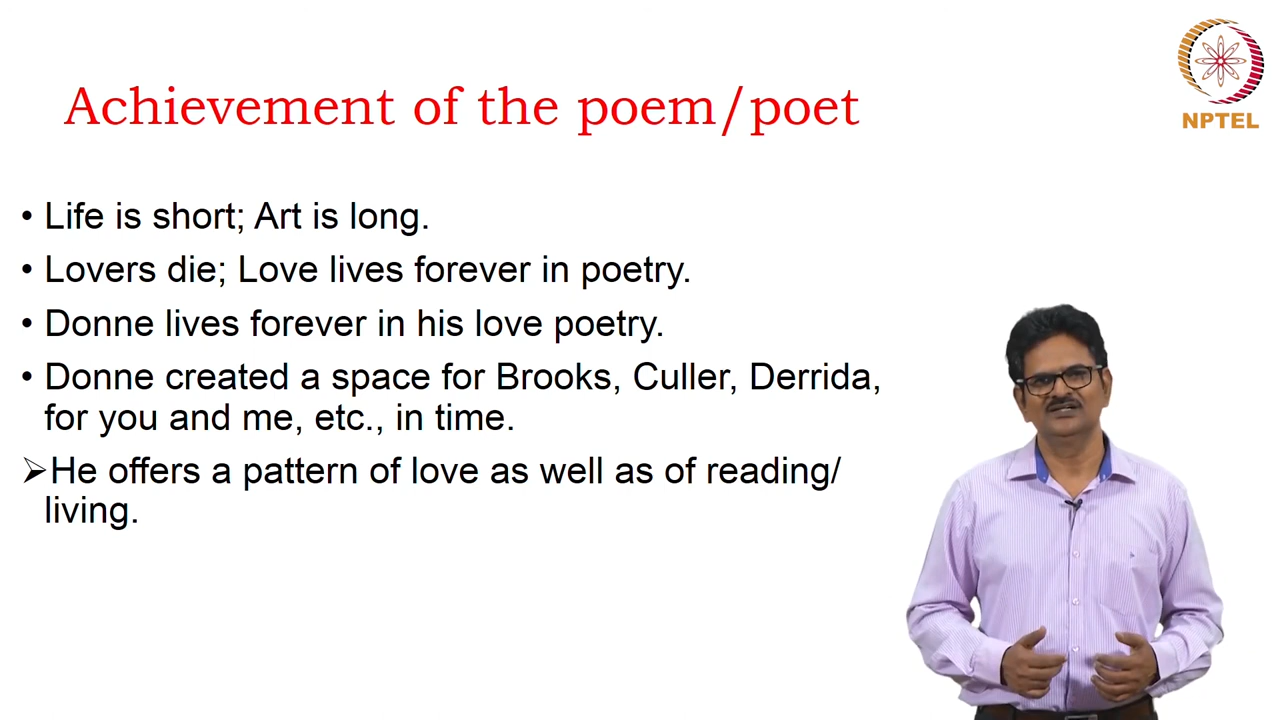 Achievement of the poem/poet
NPTEL
• Life is short; Art is long.
• Lovers die; Love lives forever in poetry.
• Donne lives forever in his love poetry.
• Donne created a space for Brooks, Culler, Derrida,
for you and me, etc., in time.
➢He offers a pattern of love as well as of reading/
living.